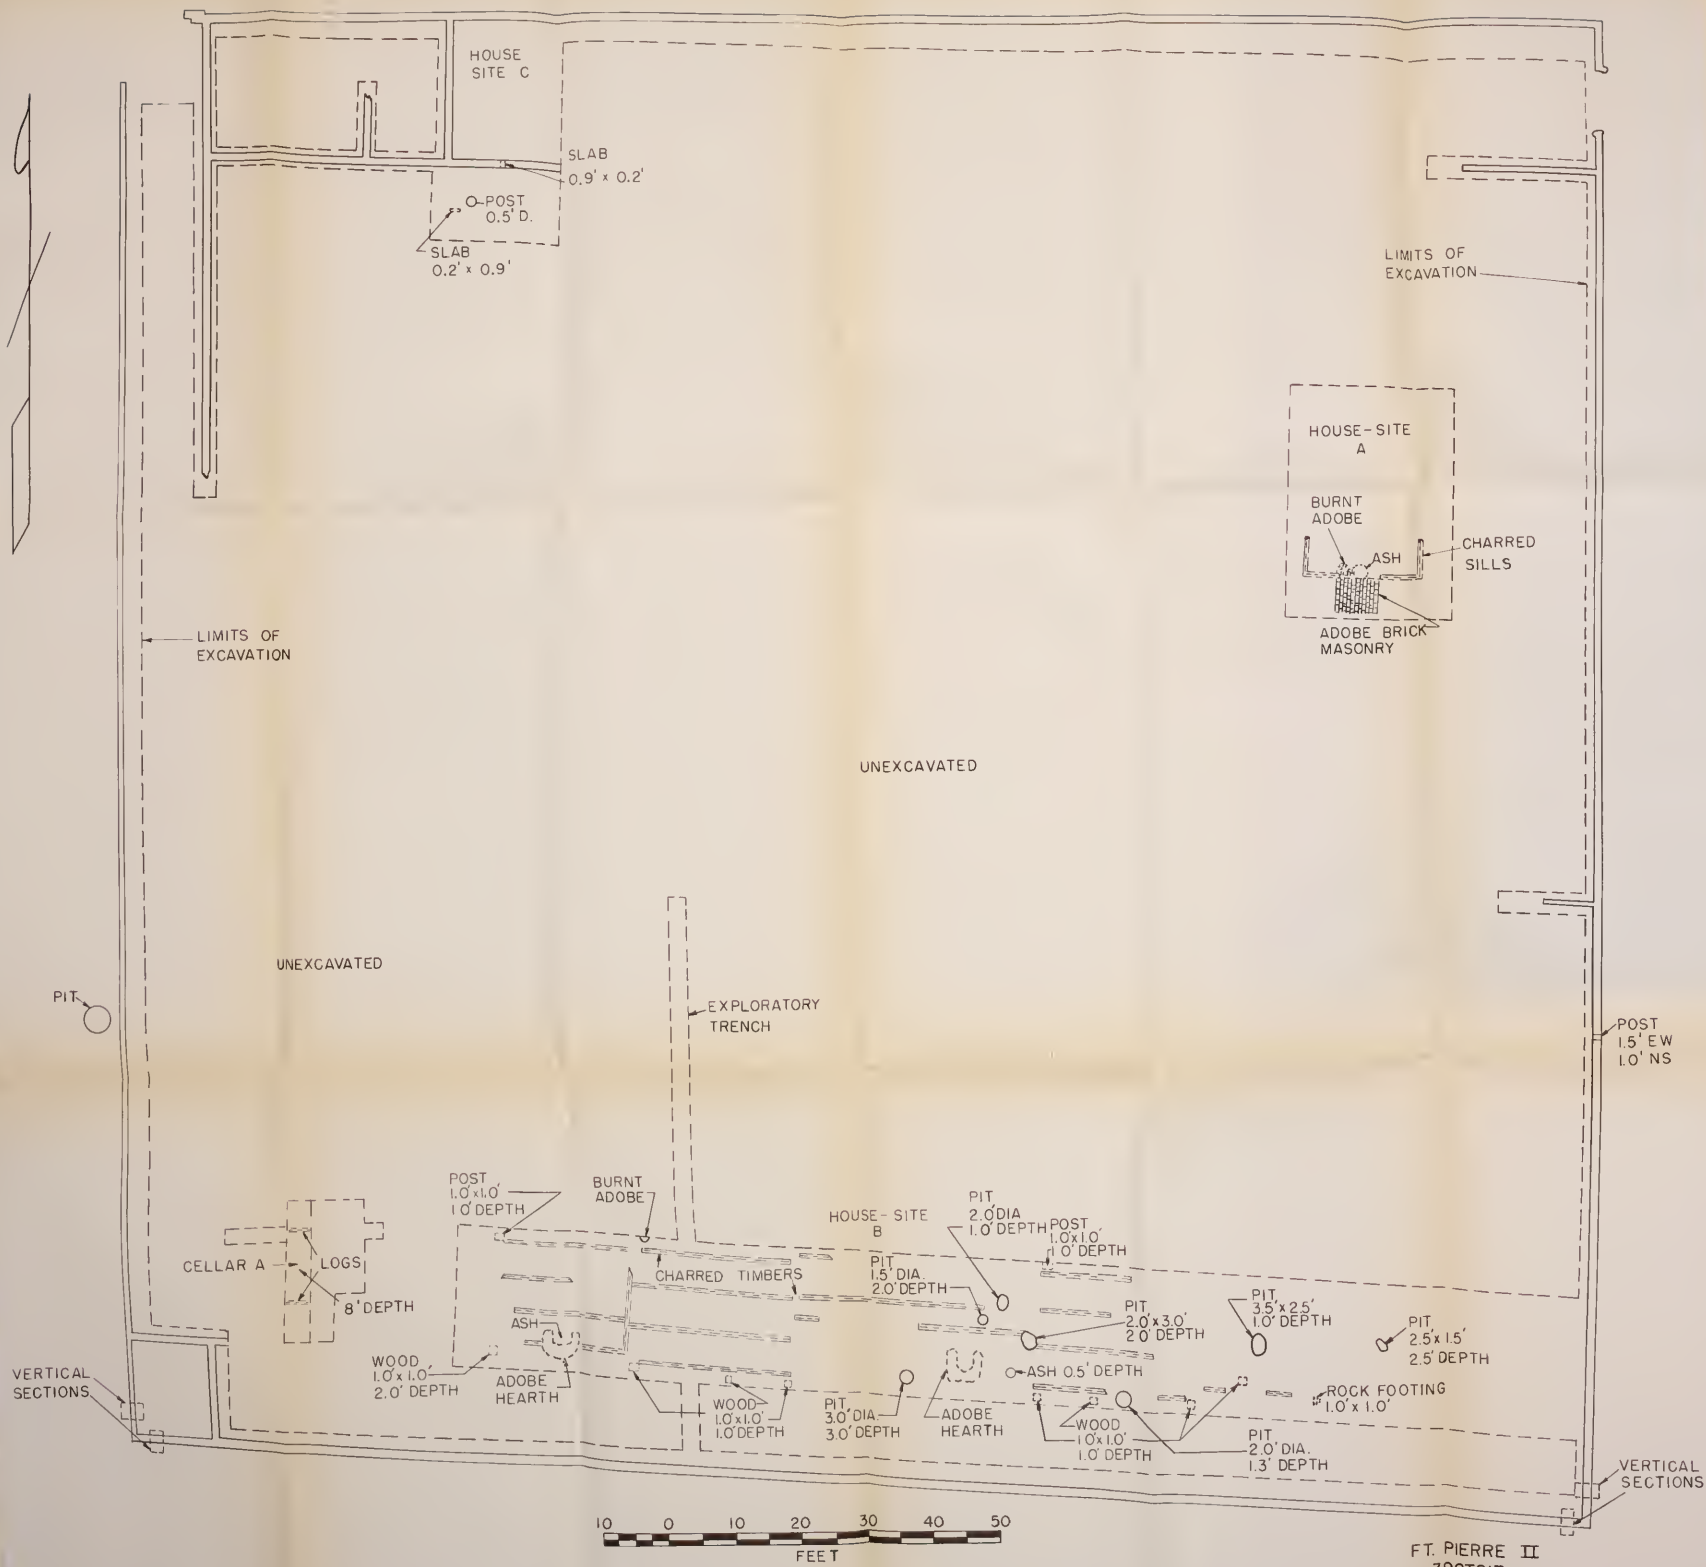 HOUSE
SITE C
SLAB
0.9' x 0.2'
POST
0.5' D.
SLAB
0.2' x 0.9'
LIMITS OF
EXCAVATION
HOUSE-SITE
A
BURNT
ADOBE
ASH
CHARRED
SILLS
ADOBE BRICK
MASONRY
LIMITS OF
EXCAVATION
UNEXCAVATED
UNEXCAVATED
PIT
EXPLORATORY
TRENCH
POST
1.5' EW
1.0' NS
POST
1.0'x1.0'
1.0' DEPTH
BURNT
ADOBE
HOUSE-SITE
B
PIT
2.0' DIA
1.0' DEPTH
POST
1.0'x1.0'
1.0' DEPTH
CELLAR A
LOGS
8' DEPTH
CHARRED TIMBERS
PIT
1.5' DIA.
2.0' DEPTH
PIT
2.0'x3.0'
2.0' DEPTH
PIT
3.5'x2.5'
1.0' DEPTH
PIT
2.5'x1.5'
2.5' DEPTH
ASH
WOOD
1.0'x1.0'
2.0' DEPTH
ADOBE
HEARTH
WOOD
1.0'x1.0'
1.0' DEPTH
PIT
3.0' DIA.
3.0' DEPTH
ADOBE
HEARTH
ASH 0.5' DEPTH
WOOD
1.0'x1.0'
1.0' DEPTH
PIT
2.0' DIA.
1.3' DEPTH
ROCK FOOTING
1.0' x 1.0'
VERTICAL
SECTIONS
VERTICAL
SECTIONS
10 0 10 20 30 40 50
FEET
FT. PIERRE II
39ST217